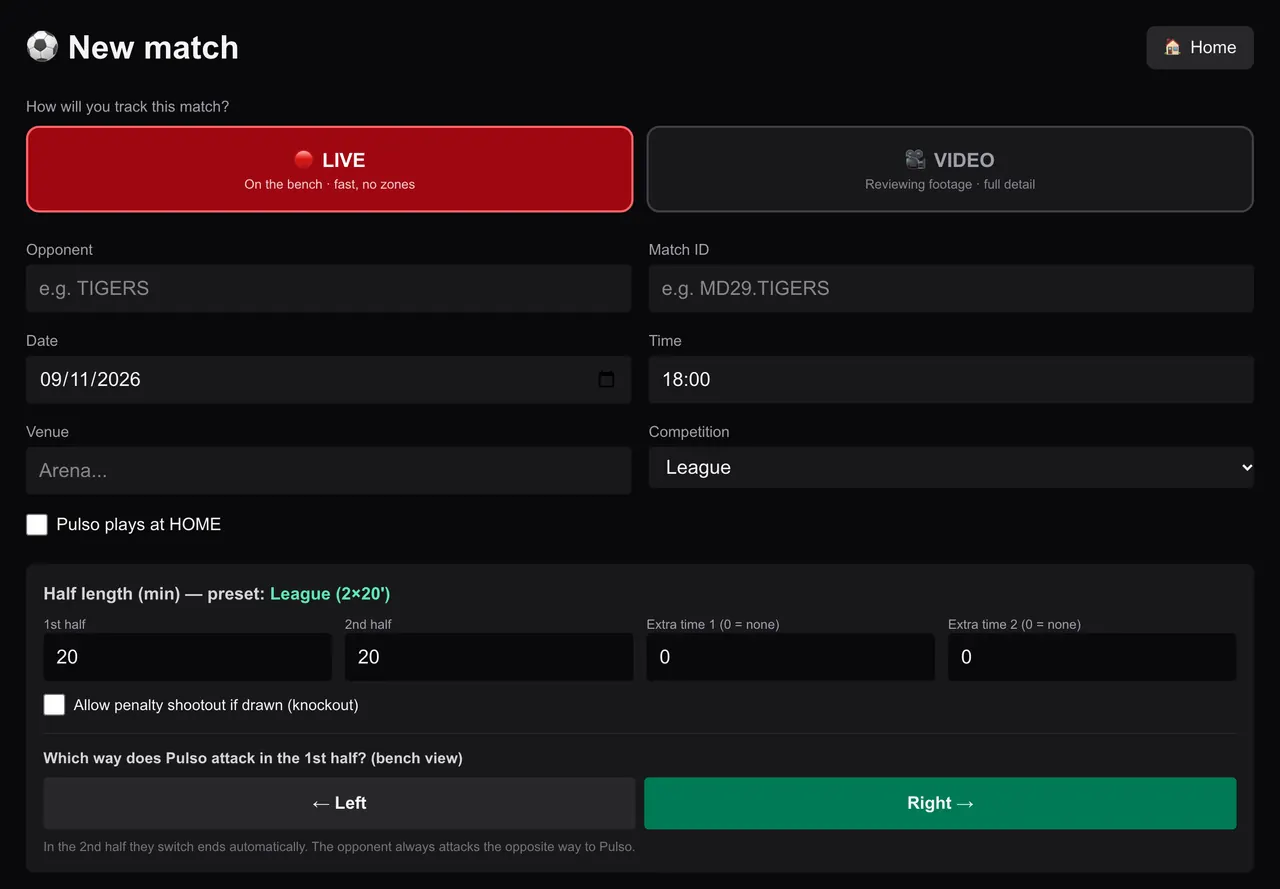 ⚽ New match
🏠 Home
How will you track this match?
🔴 LIVE
On the bench · fast, no zones
🎥 VIDEO
Reviewing footage · full detail
Opponent
Match ID
e.g. TIGERS
e.g. MD29.TIGERS
Date
Time
09/11/2026
18:00
Venue
Competition
Arena...
League
Pulso plays at HOME
Half length (min) — preset: League (2×20')
1st half
2nd half
Extra time 1 (0 = none)
Extra time 2 (0 = none)
20
20
0
0
Allow penalty shootout if drawn (knockout)
Which way does Pulso attack in the 1st half? (bench view)
← Left
Right →
In the 2nd half they switch ends automatically. The opponent always attacks the opposite way to Pulso.